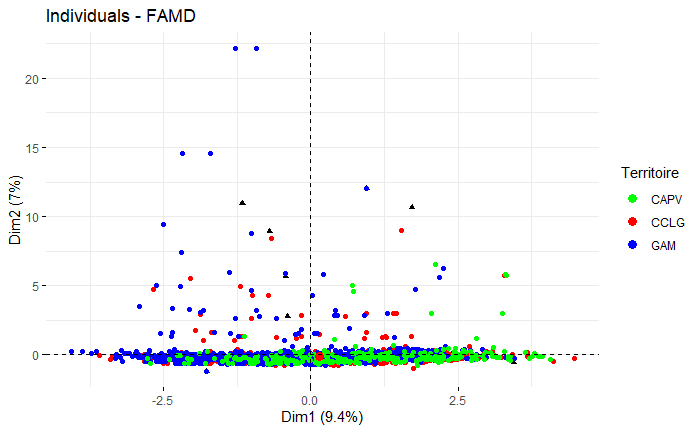 Individuals - FAMD
Dim2 (7%)
20
15
10
5
0
-2.5
0.0
2.5
Dim1 (9.4%)
Territoire
CAPV
CCLG
GAM